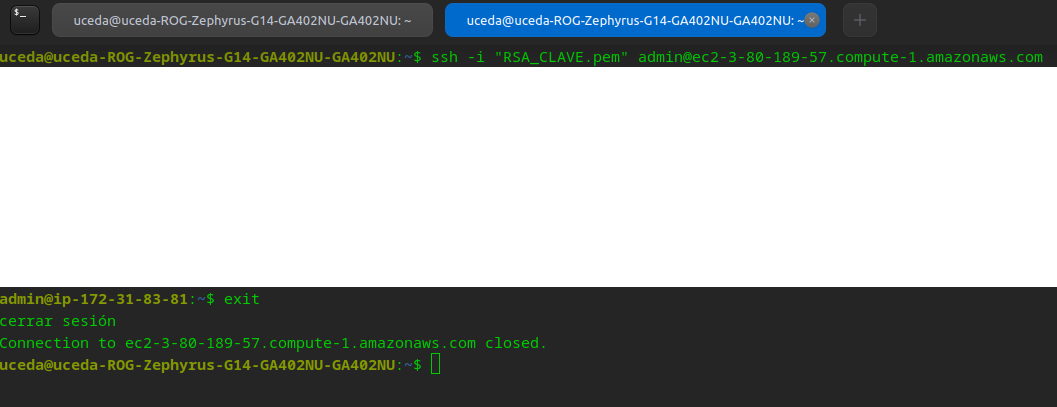 $_
uceda@uceda-ROG-Zephyrus-G14-GA402NU-GA402NU: ~
uceda@uceda-ROG-Zephyrus-G14-GA402NU-GA402NU: ~
uceda@uceda-ROG-Zephyrus-G14-GA402NU-GA402NU:~$ ssh -i "RSA_CLAVE.pem" admin@ec2-3-80-189-57.compute-1.amazonaws.com
admin@ip-172-31-83-81:~$ exit
cerrar sesión
Connection to ec2-3-80-189-57.compute-1.amazonaws.com closed.
uceda@uceda-ROG-Zephyrus-G14-GA402NU-GA402NU:~$